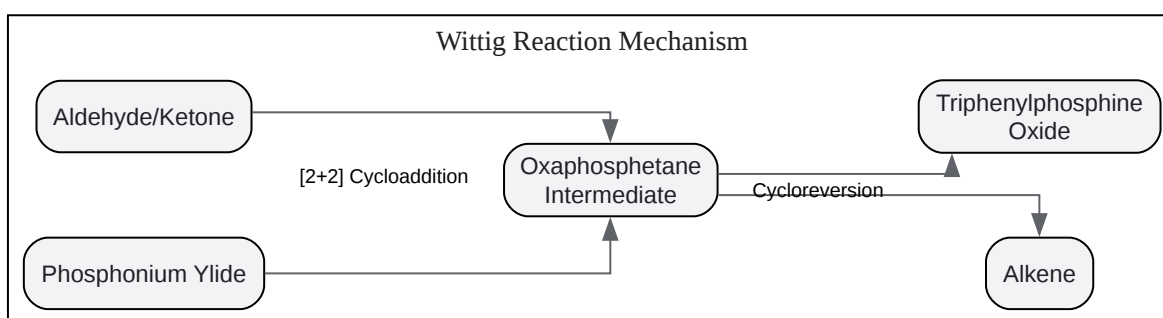 Wittig Reaction Mechanism
Aldehyde/Ketone
Triphenylphosphine
Oxide
[2+2] Cycloaddition
Oxaphosphetane
Intermediate
Cycloreversion
Phosphonium Ylide
Alkene